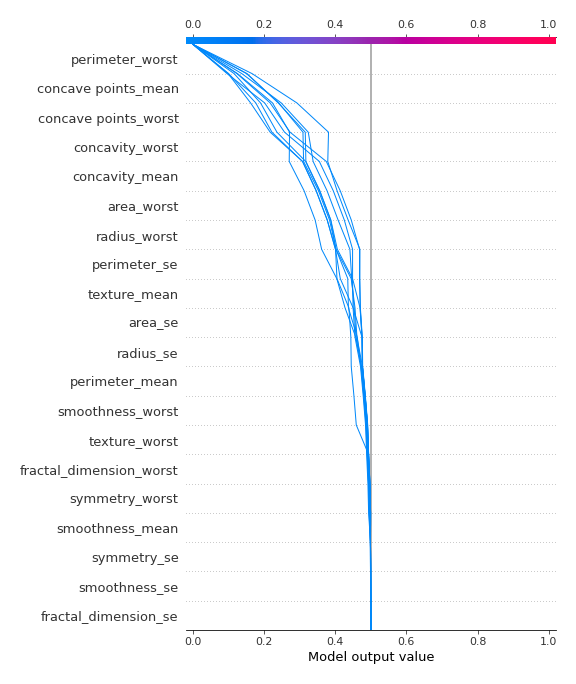 0.0 0.2 0.4 0.6 0.8 1.0
perimeter_worst
concave points_mean
concave points_worst
concavity_worst
concavity_mean
area_worst
radius_worst
perimeter_se
texture_mean
area_se
radius_se
perimeter_mean
smoothness_worst
texture_worst
fractal_dimension_worst
symmetry_worst
smoothness_mean
symmetry_se
smoothness_se
fractal_dimension_se
0.0 0.2 0.4 0.6 0.8 1.0
Model output value